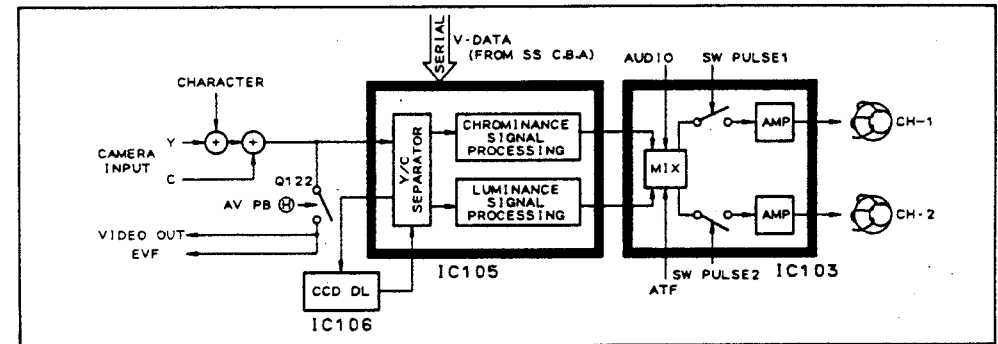 SERIAL
V-DATA
(FROM SS C.B.A)
CHARACTER
Y
CAMERA
INPUT
C
Q122
AV PB
H
VIDEO OUT
EVF
Y/C
SEPARATOR
CHROMINANCE
SIGNAL
PROCESSING
LUMINANCE
SIGNAL
PROCESSING
IC105
CCD DL
IC106
AUDIO
SW PULSE1
MIX
AMP
CH-1
AMP
CH-2
SW PULSE2
ATF
IC103